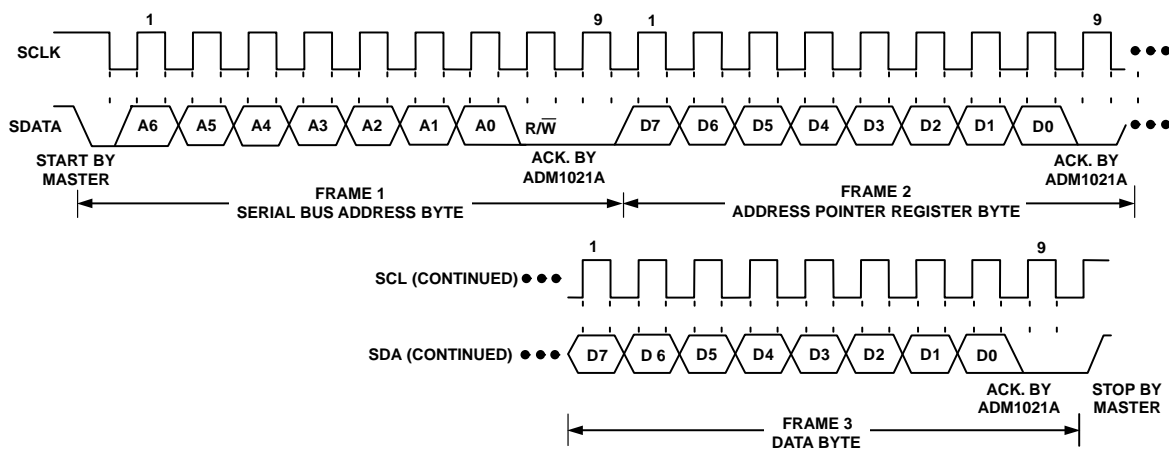 1 9 1 9
SCLK
SDATA A6 A5 A4 A3 A2 A1 A0 R/W̅ D7 D6 D5 D4 D3 D2 D1 D0
START BY
MASTER
ACK. BY
ADM1021A
ACK. BY
ADM1021A
FRAME 1
SERIAL BUS ADDRESS BYTE
FRAME 2
ADDRESS POINTER REGISTER BYTE
1 9
SCL (CONTINUED)
SDA (CONTINUED) D7 D 6 D5 D4 D3 D2 D1 D0
ACK. BY
ADM1021A
STOP BY
MASTER
FRAME 3
DATA BYTE